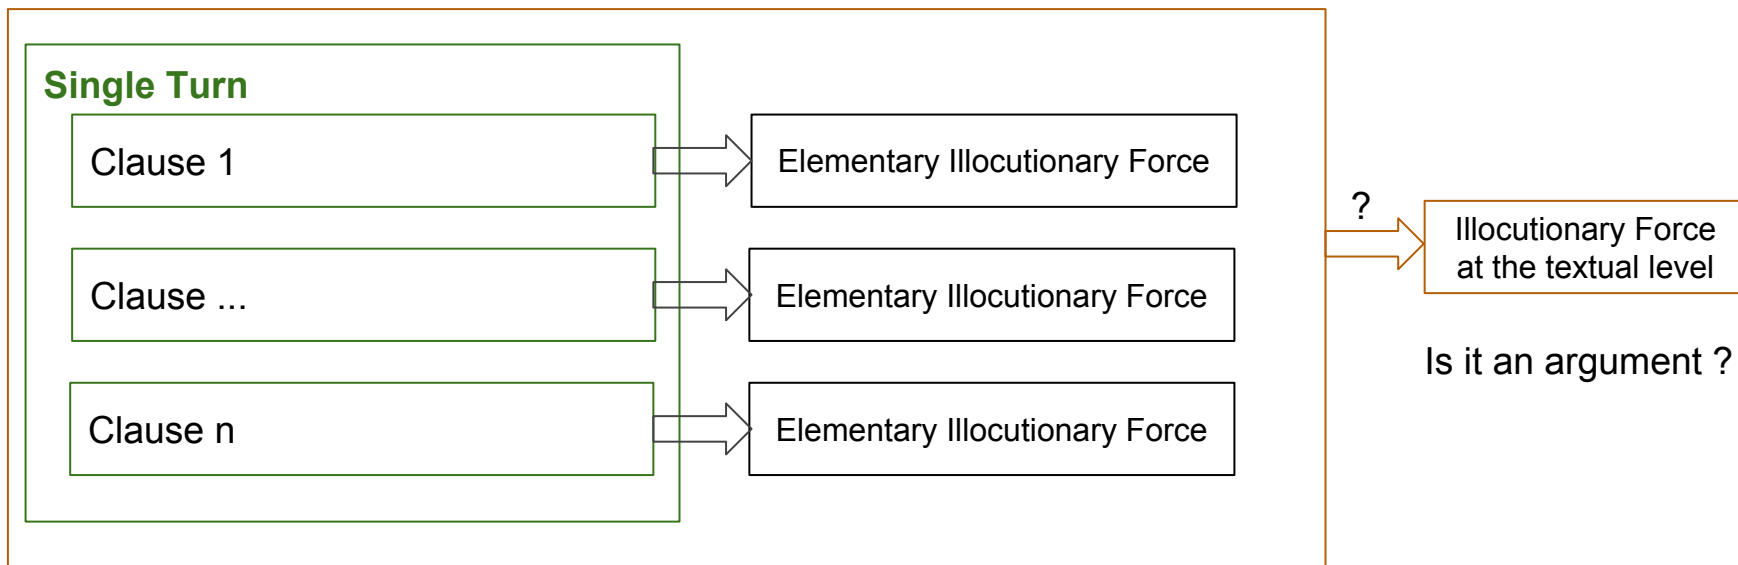 Single Turn
Clause 1
Elementary Illocutionary Force
?
Illocutionary Force
at the textual level
Clause ...
Elementary Illocutionary Force
Is it an argument ?
Clause n
Elementary Illocutionary Force